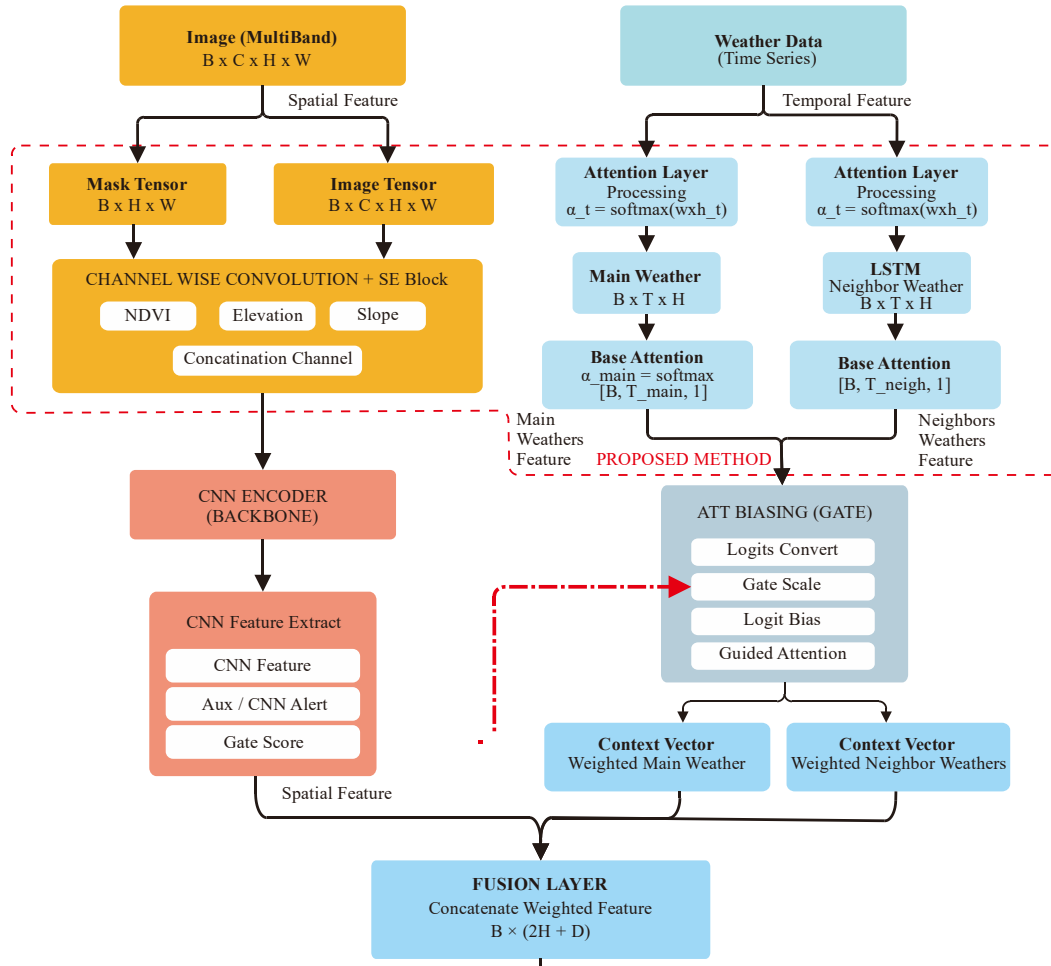 Image (MultiBand)
B x C x H x W
Weather Data
(Time Series)
Spatial Feature
Temporal Feature
Mask Tensor
B x H x W
Image Tensor
B x C x H x W
Attention Layer
Processing
α_t = softmax(wxh_t)
Attention Layer
Processing
α_t = softmax(wxh_t)
CHANNEL WISE CONVOLUTION + SE Block
NDVI
Elevation
Slope
Concatination Channel
Main Weather
B x T x H
LSTM
Neighbor Weather
B x T x H
Base Attention
α_main = softmax
[B, T_main, 1]
Base Attention
[B, T_neigh, 1]
Main
Weathers
Feature
PROPOSED METHOD
Neighbors
Weathers
Feature
CNN ENCODER
(BACKBONE)
ATT BIASING (GATE)
Logits Convert
Gate Scale
Logit Bias
Guided Attention
CNN Feature Extract
CNN Feature
Aux / CNN Alert
Gate Score
Context Vector
Weighted Main Weather
Context Vector
Weighted Neighbor Weathers
Spatial Feature
FUSION LAYER
Concatenate Weighted Feature
B × (2H + D)